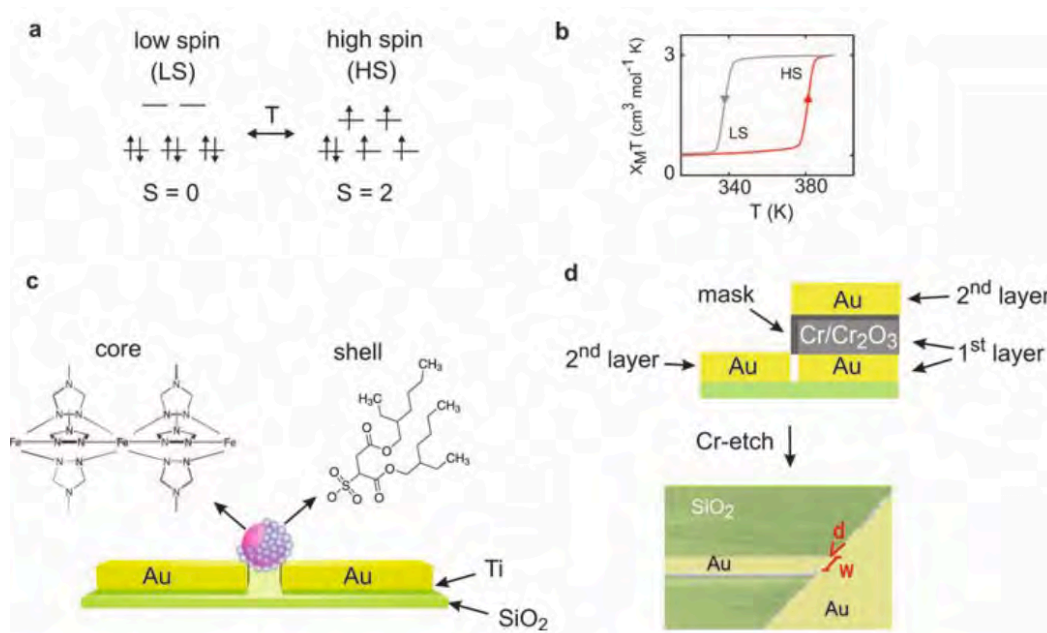 a
low spin
(LS)
high spin
(HS)
T
S = 0
S = 2
b
XMT (cm³ mol⁻¹ K)
3
0
HS
LS
340
380
T (K)
c
core
shell
N
N
N N
N N
N N
N N
Fe
N
N
Fe
N
N
Fe
N N
N N
N
N
H₃C
CH₃
H₃C
CH₃
O
O
O
O
O
S
O
O
Au
Au
Ti
SiO₂
d
mask
Au
2nd layer
Cr/Cr₂O₃
2nd layer
Au
Au
1st layer
Cr-etch
SiO₂
d
Au
w
Au